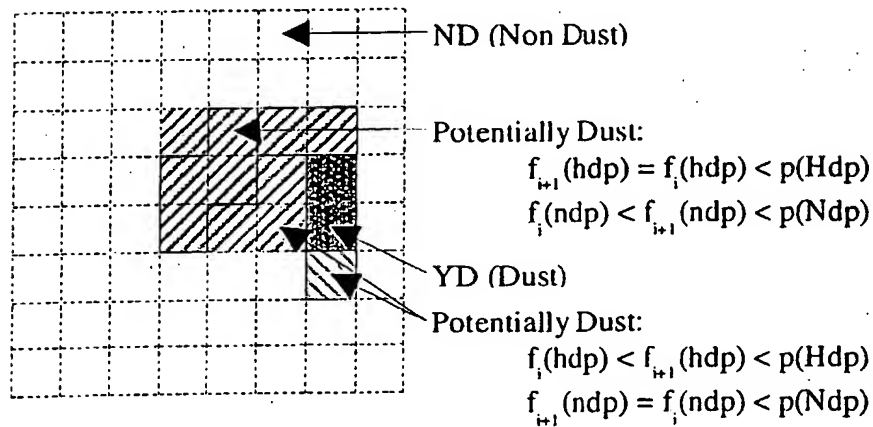 ND (Non Dust)
Potentially Dust:
f_{i+1}(hdp) = f_i(hdp) < p(Hdp)
f_i(ndp) < f_{i+1}(ndp) < p(Ndp)
YD (Dust)
Potentially Dust:
f_i(hdp) < f_{i+1}(hdp) < p(Hdp)
f_{i+1}(ndp) = f_i(ndp) < p(Ndp)